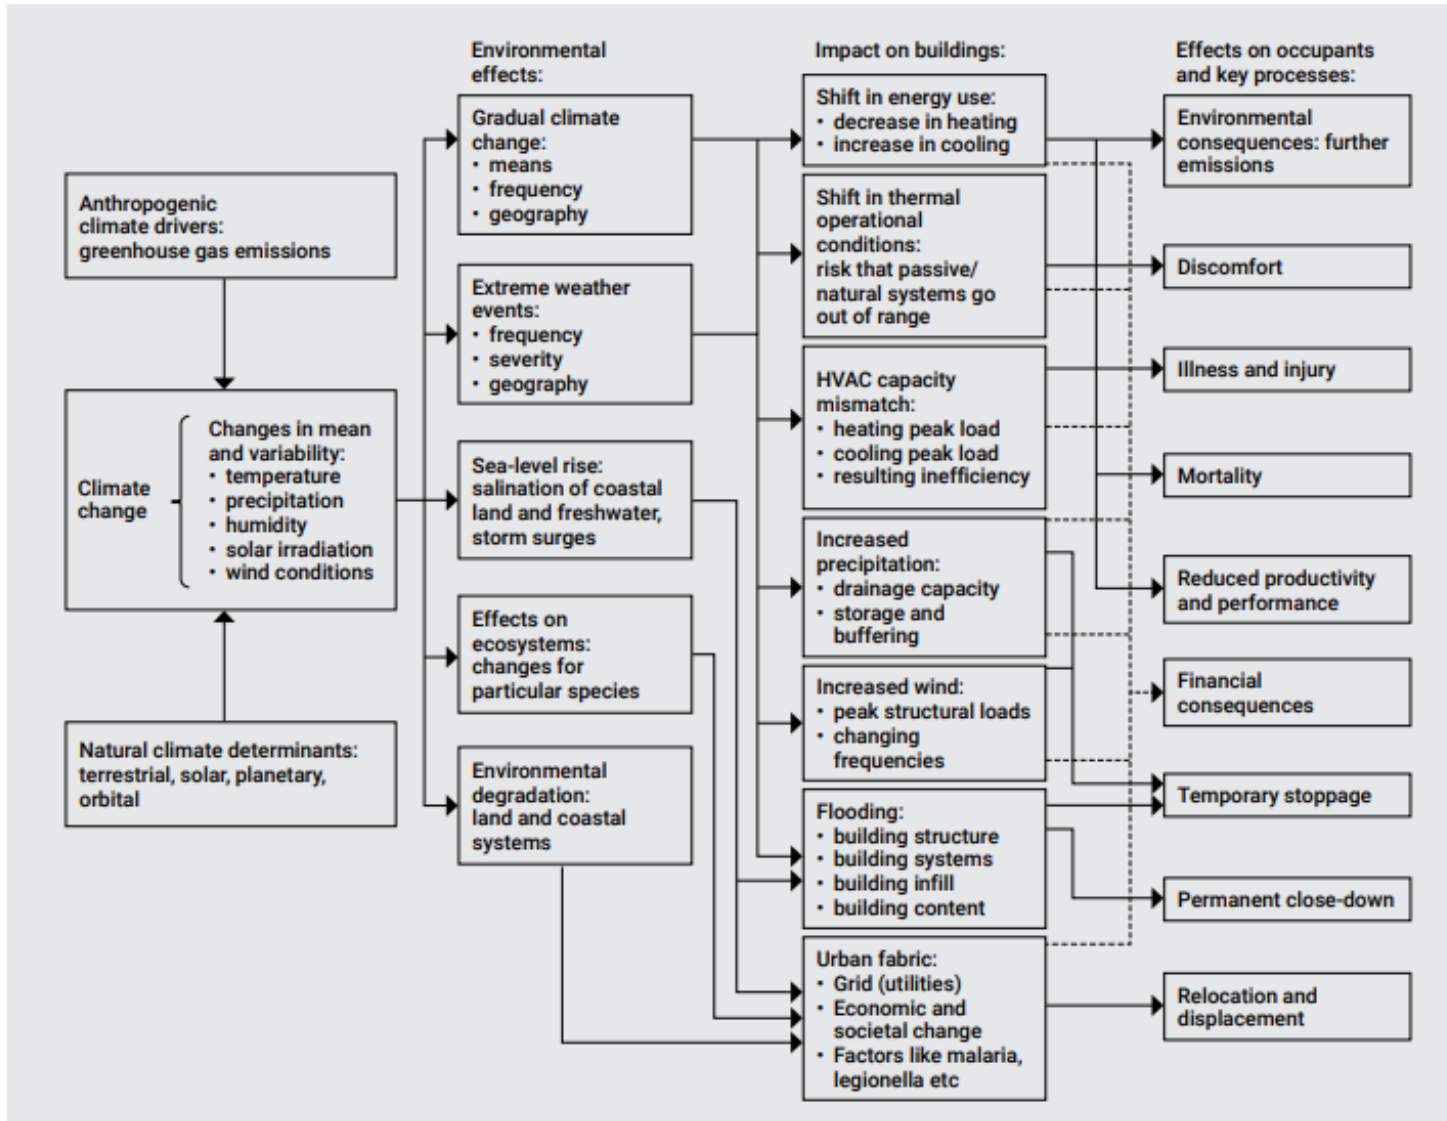 Anthropogenic
climate drivers:
greenhouse gas emissions
Climate
change
Changes in mean
and variability:
• temperature
• precipitation
• humidity
• solar irradiation
• wind conditions
Natural climate determinants:
terrestrial, solar, planetary,
orbital
Environmental
effects:
Gradual climate
change:
• means
• frequency
• geography
Extreme weather
events:
• frequency
• severity
• geography
Sea-level rise:
salination of coastal
land and freshwater,
storm surges
Effects on
ecosystems:
changes for
particular species
Environmental
degradation:
land and coastal
systems
Impact on buildings:
Shift in energy use:
• decrease in heating
• increase in cooling
Shift in thermal
operational
conditions:
risk that passive/
natural systems go
out of range
HVAC capacity
mismatch:
• heating peak load
• cooling peak load
• resulting inefficiency
Increased
precipitation:
• drainage capacity
• storage and
buffering
Increased wind:
• peak structural loads
• changing
frequencies
Flooding:
• building structure
• building systems
• building infill
• building content
Urban fabric:
• Grid (utilities)
• Economic and
societal change
• Factors like malaria,
legionella etc
Effects on occupants
and key processes:
Environmental
consequences: further
emissions
Discomfort
Illness and injury
Mortality
Reduced productivity
and performance
Financial
consequences
Temporary stoppage
Permanent close-down
Relocation and
displacement